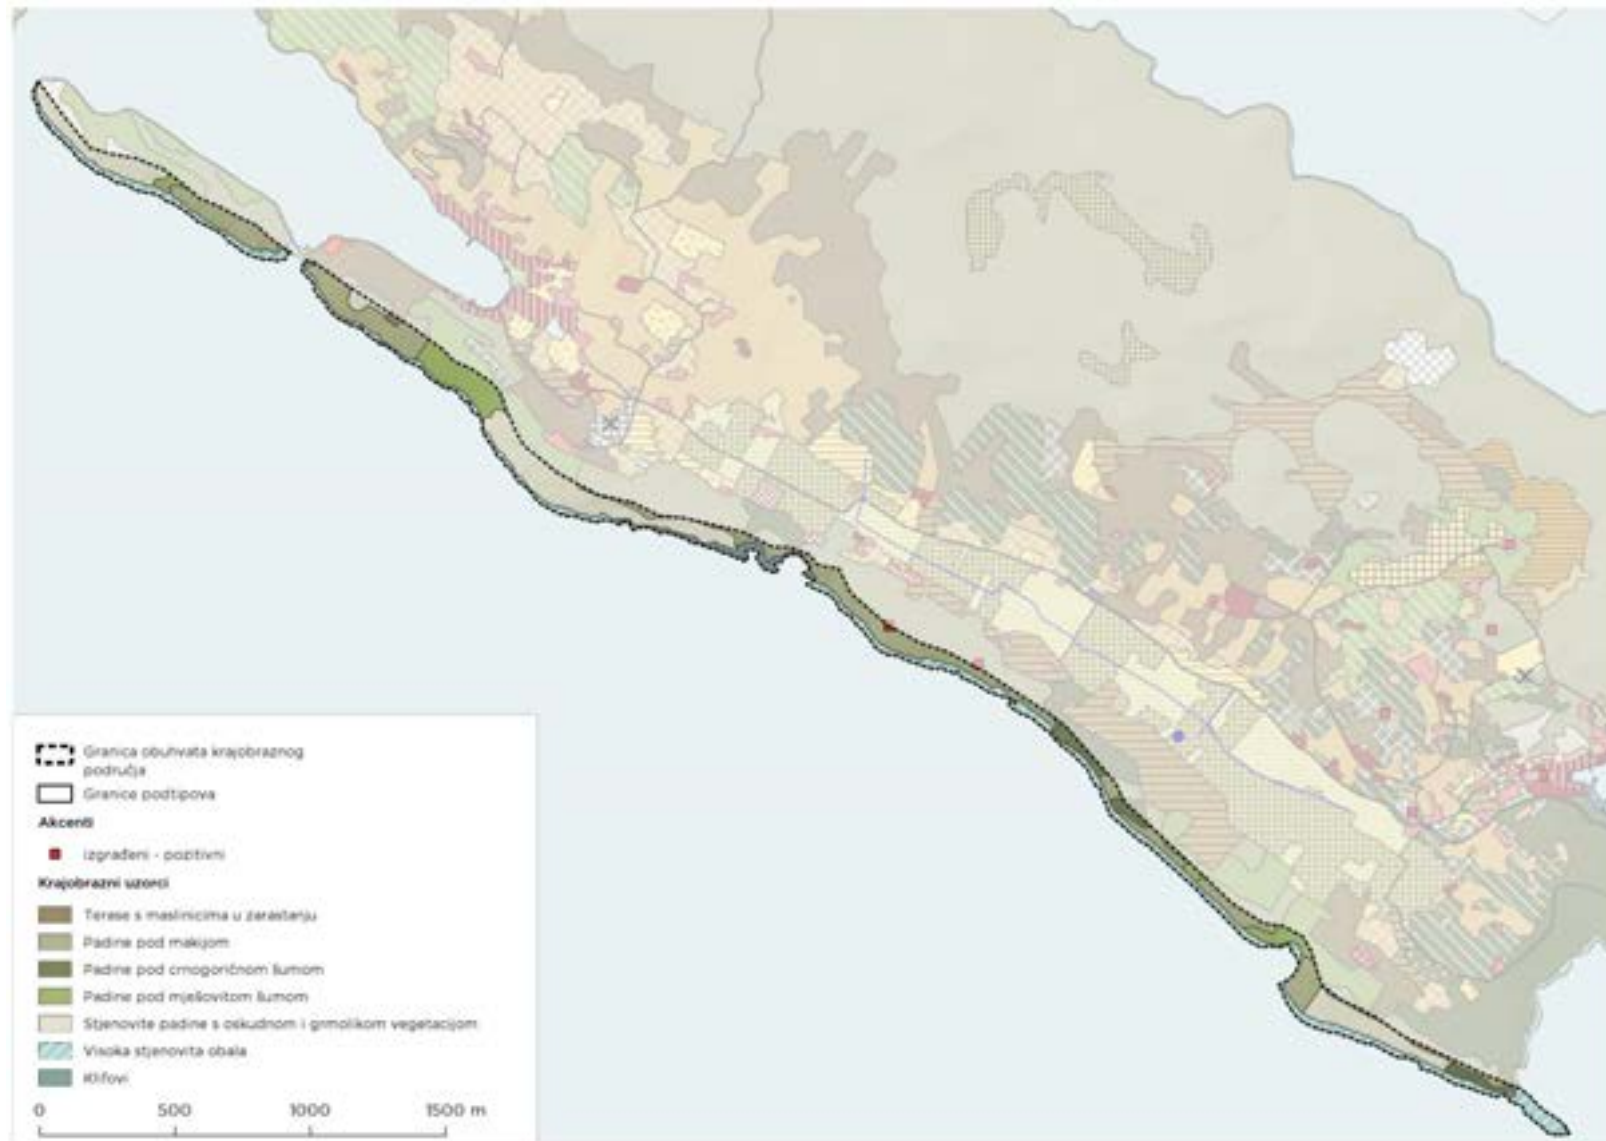 Granica obuhvata krajobraznog
područja
Granice podtipova
Akcenti
izgrađeni - pozitivni
Krajobrazni uzorci
Terase s maslinicima u zarastanju
Padine pod makijom
Padine pod crnogoričnom šumom
Padine pod mješovitom šumom
Stjenovite padine s oskudnom i grmolikom vegetacijom
Visoka stjenovita obala
Klifovi
0 500 1000 1500 m